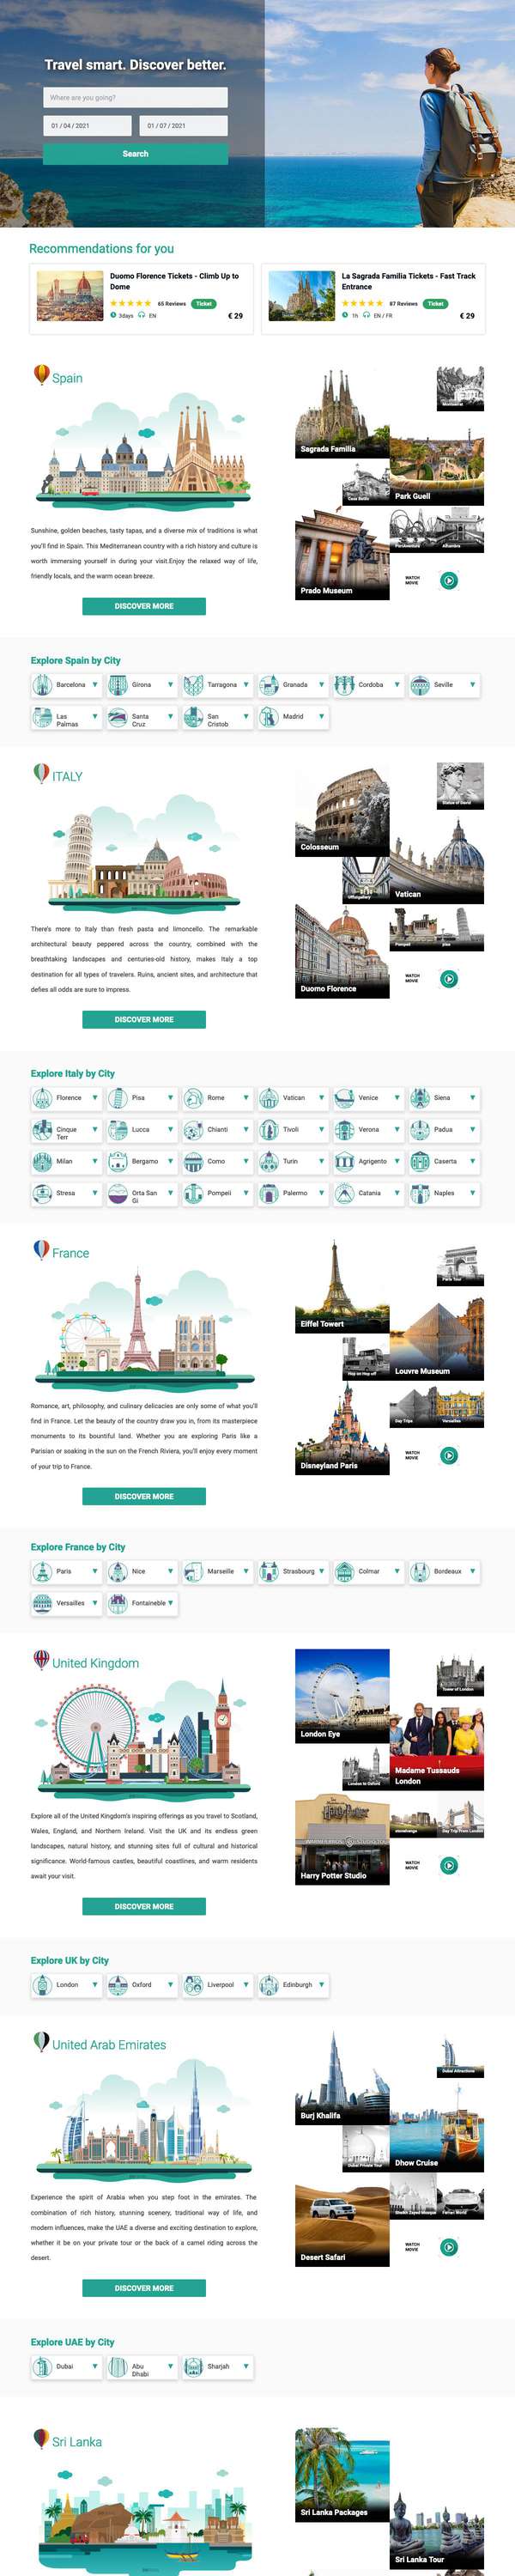 Travel smart. Discover better.
Where are you going?
01 / 04 / 2021
01 / 07 / 2021
Search
Recommendations for you
Duomo Florence Tickets - Climb Up to
Dome
65 Reviews
Ticket
3days
EN
€ 29
La Sagrada Familia Tickets - Fast Track
Entrance
87 Reviews
Ticket
1h
EN / FR
€ 29
Spain
Sunshine, golden beaches, tasty tapas, and a diverse mix of traditions is what
you'll find in Spain. This Mediterranean country with a rich history and culture is
worth immersing yourself in during your visit.Enjoy the relaxed way of life,
friendly locals, and the warm ocean breeze.
DISCOVER MORE
Sagrada Familia
Casa Batllo
Park Guell
Prado Museum
PortAventura
Alhambra
WATCH
MOVIE
Explore Spain by City
Barcelona
Girona
Tarragona
Granada
Cordoba
Seville
Las
Palmas
Santa
Cruz
San
Cristob
Madrid
ITALY
There's more to Italy than fresh pasta and limoncello. The remarkable
architectural beauty peppered across the country, combined with the
breathtaking landscapes and centuries-old history, makes Italy a top
destination for all types of travelers. Ruins, ancient sites, and architecture that
defies all odds are sure to impress.
DISCOVER MORE
Colosseum
Statue of David
Vatican
Duomo Florence
Pompeii
pisa
WATCH
MOVIE
Explore Italy by City
Florence
Pisa
Rome
Vatican
Venice
Siena
Cinque
Terr
Lucca
Chianti
Tivoli
Verona
Padua
Milan
Bergamo
Como
Turin
Agrigento
Caserta
Stresa
Orta San
Gi
Pompeii
Palermo
Catania
Naples
France
Romance, art, philosophy, and culinary delicacies are only some of what you'll
find in France. Let the beauty of the country draw you in, from its masterpiece
monuments to its bountiful land. Whether you are exploring Paris like a
Parisian or soaking in the sun on the French Riviera, you'll enjoy every moment
of your trip to France.
DISCOVER MORE
Eiffel Towert
Paris Tour
Hop on Hop off
Louvre Museum
Disneyland Paris
Day Trips
Versailles
WATCH
MOVIE
Explore France by City
Paris
Nice
Marseille
Strasbourg
Colmar
Bordeaux
Versailles
Fontaineble
United Kingdom
Explore all of the United Kingdom's inspiring offerings as you travel to Scotland,
Wales, England, and Northern Ireland. Visit the UK and its endless green
landscapes, natural history, and stunning sites full of cultural and historical
significance. World-famous castles, beautiful coastlines, and warm residents
await your visit.
DISCOVER MORE
London Eye
Tower of London
London to Oxford
Madame Tussauds
London
Harry Potter
Harry Potter Studio
stonehenge
Day Trip From London
WATCH
MOVIE
Explore UK by City
London
Oxford
Liverpool
Edinburgh
United Arab Emirates
Experience the spirit of Arabia when you step foot in the emirates. The
combination of rich history, stunning scenery, traditional way of life, and
modern influences, make the UAE a diverse and exciting destination to explore,
whether it be on your private tour or the back of a camel riding across the
desert.
DISCOVER MORE
Burj Khalifa
Dubai Attractions
Dubai Private Tour
Dhow Cruise
Desert Safari
Sheikh Zayed Mosque
Ferrari World
WATCH
MOVIE
Explore UAE by City
Dubai
Abu
Dhabi
Sharjah
Sri Lanka
Sri Lanka Packages
Sri Lanka Tour